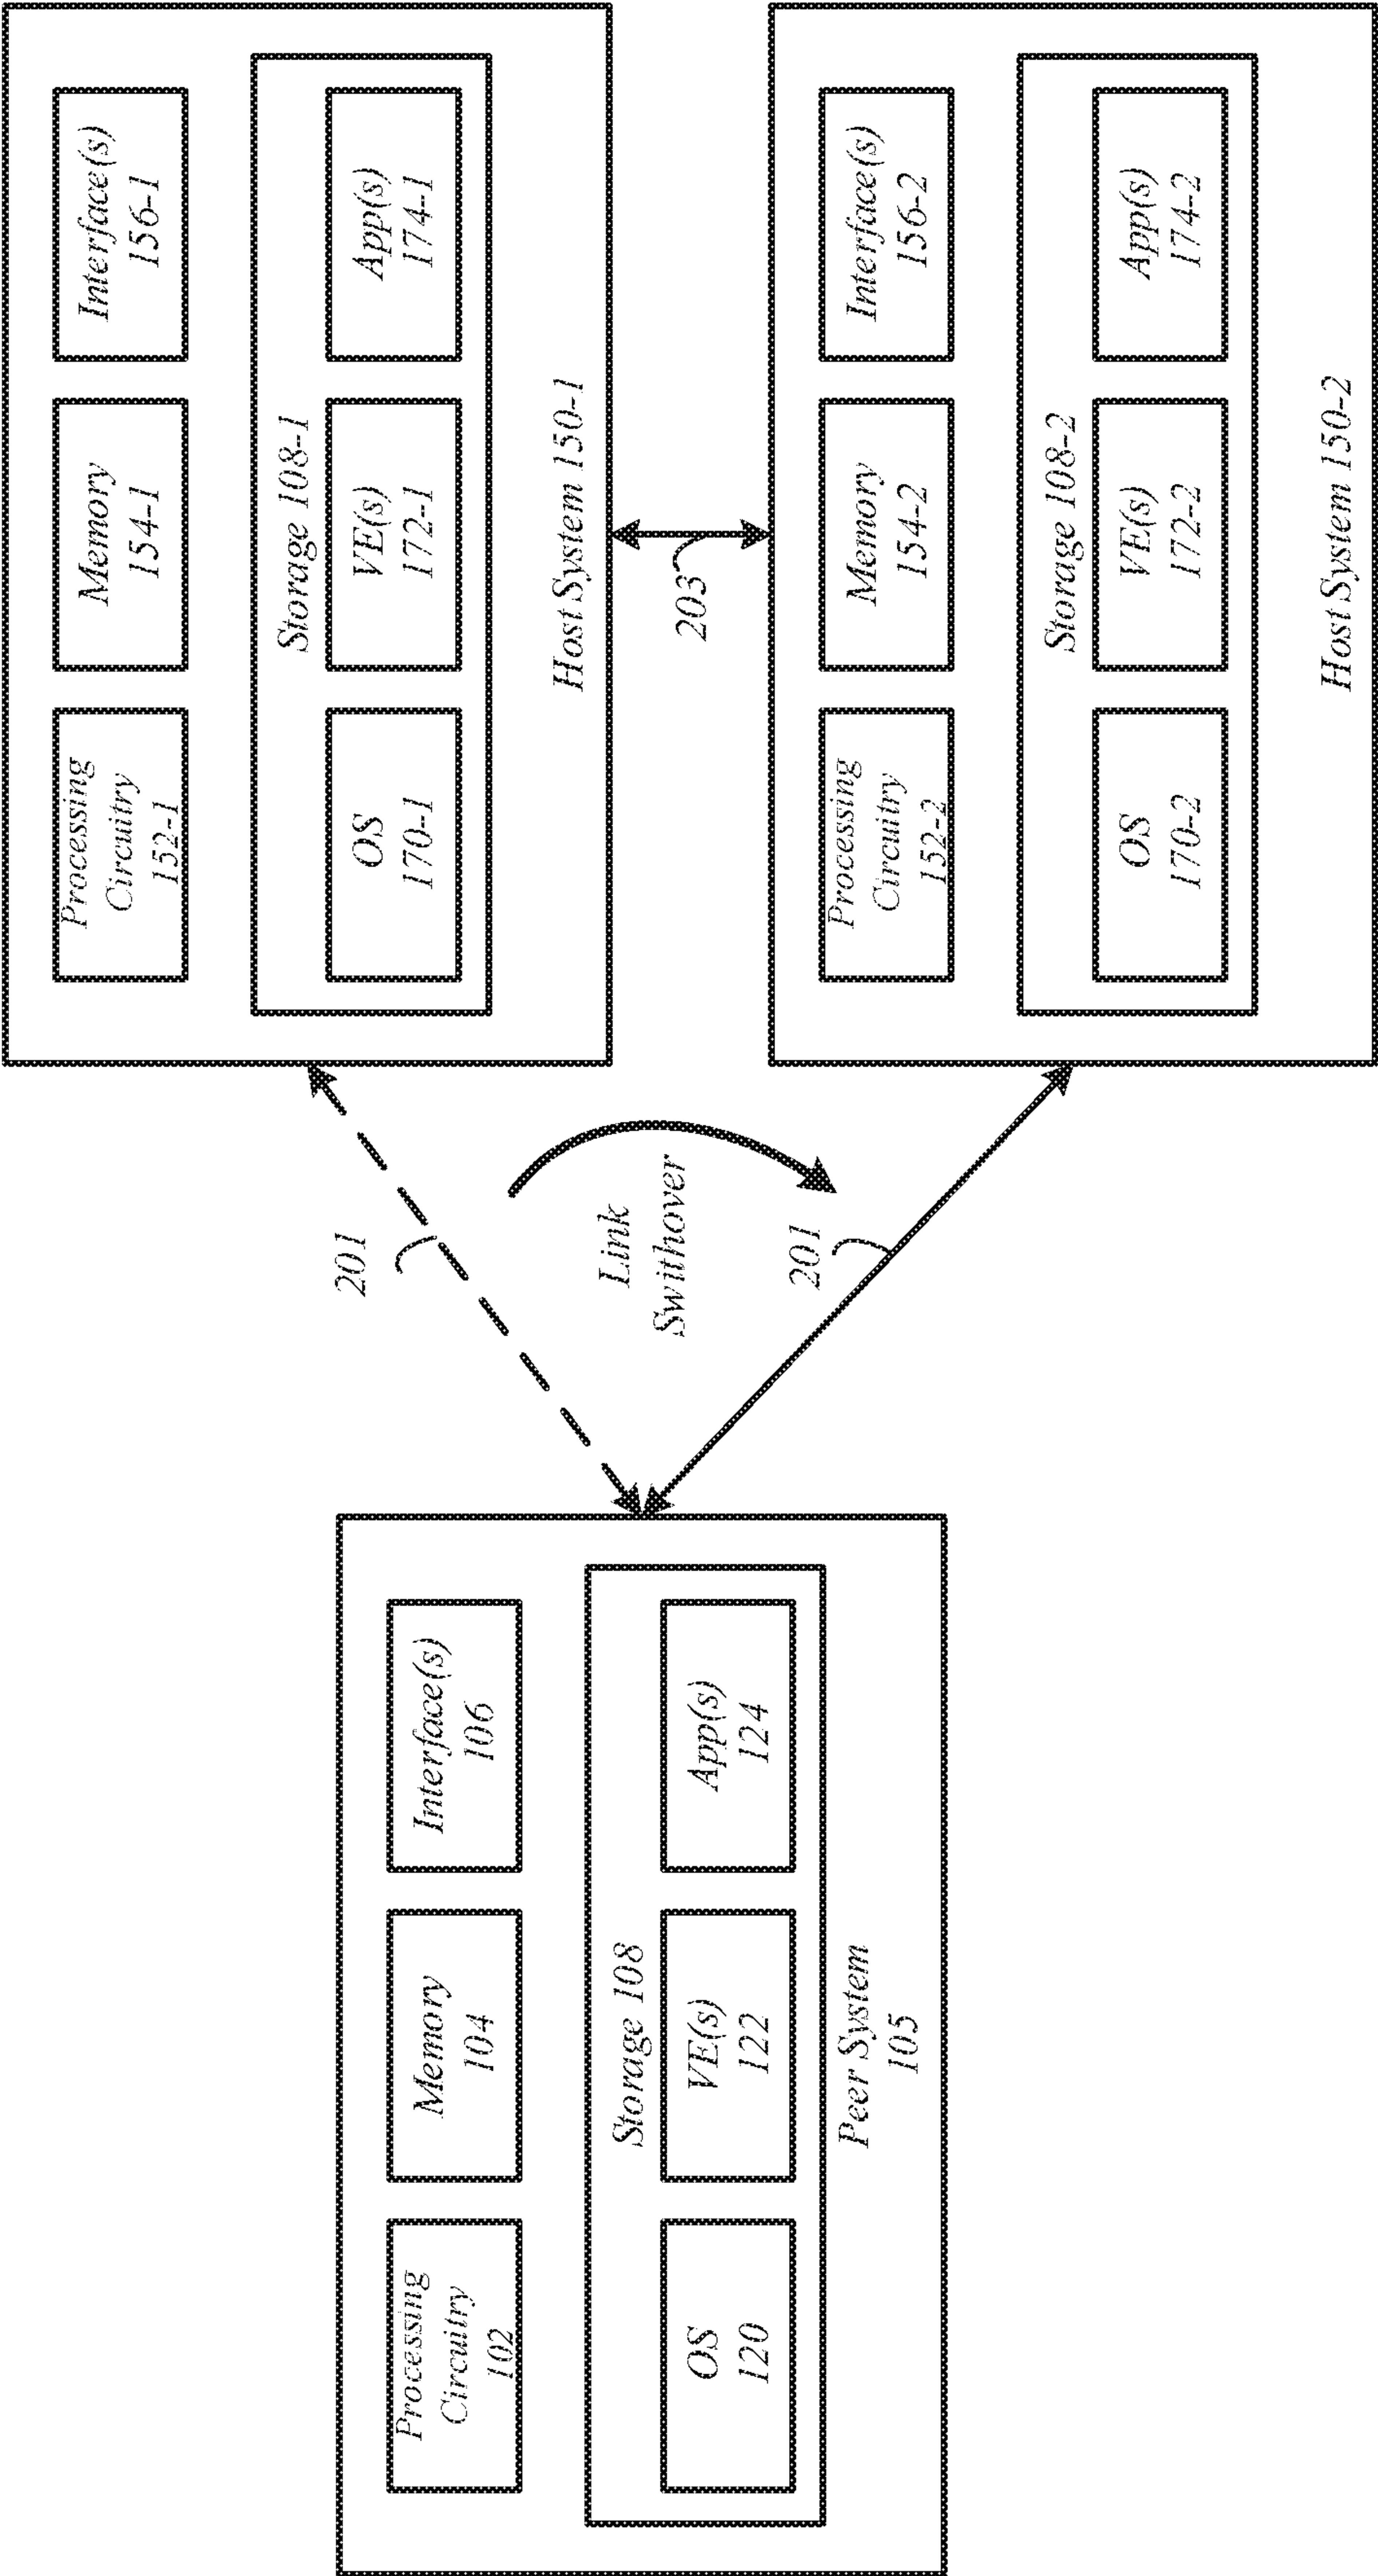 Processing
Circuitry
102
Memory
104
Interface(s)
106
Storage 108
OS
120
VE(s)
122
App(s)
124
Peer System
105
201
Link
Swithover
201
Processing
Circuitry
152-1
Memory
154-1
Interface(s)
156-1
Storage 108-1
OS
170-1
VE(s)
172-1
App(s)
174-1
Host System 150-1
203
Processing
Circuitry
152-2
Memory
154-2
Interface(s)
156-2
Storage 108-2
OS
170-2
VE(s)
172-2
App(s)
174-2
Host System 150-2